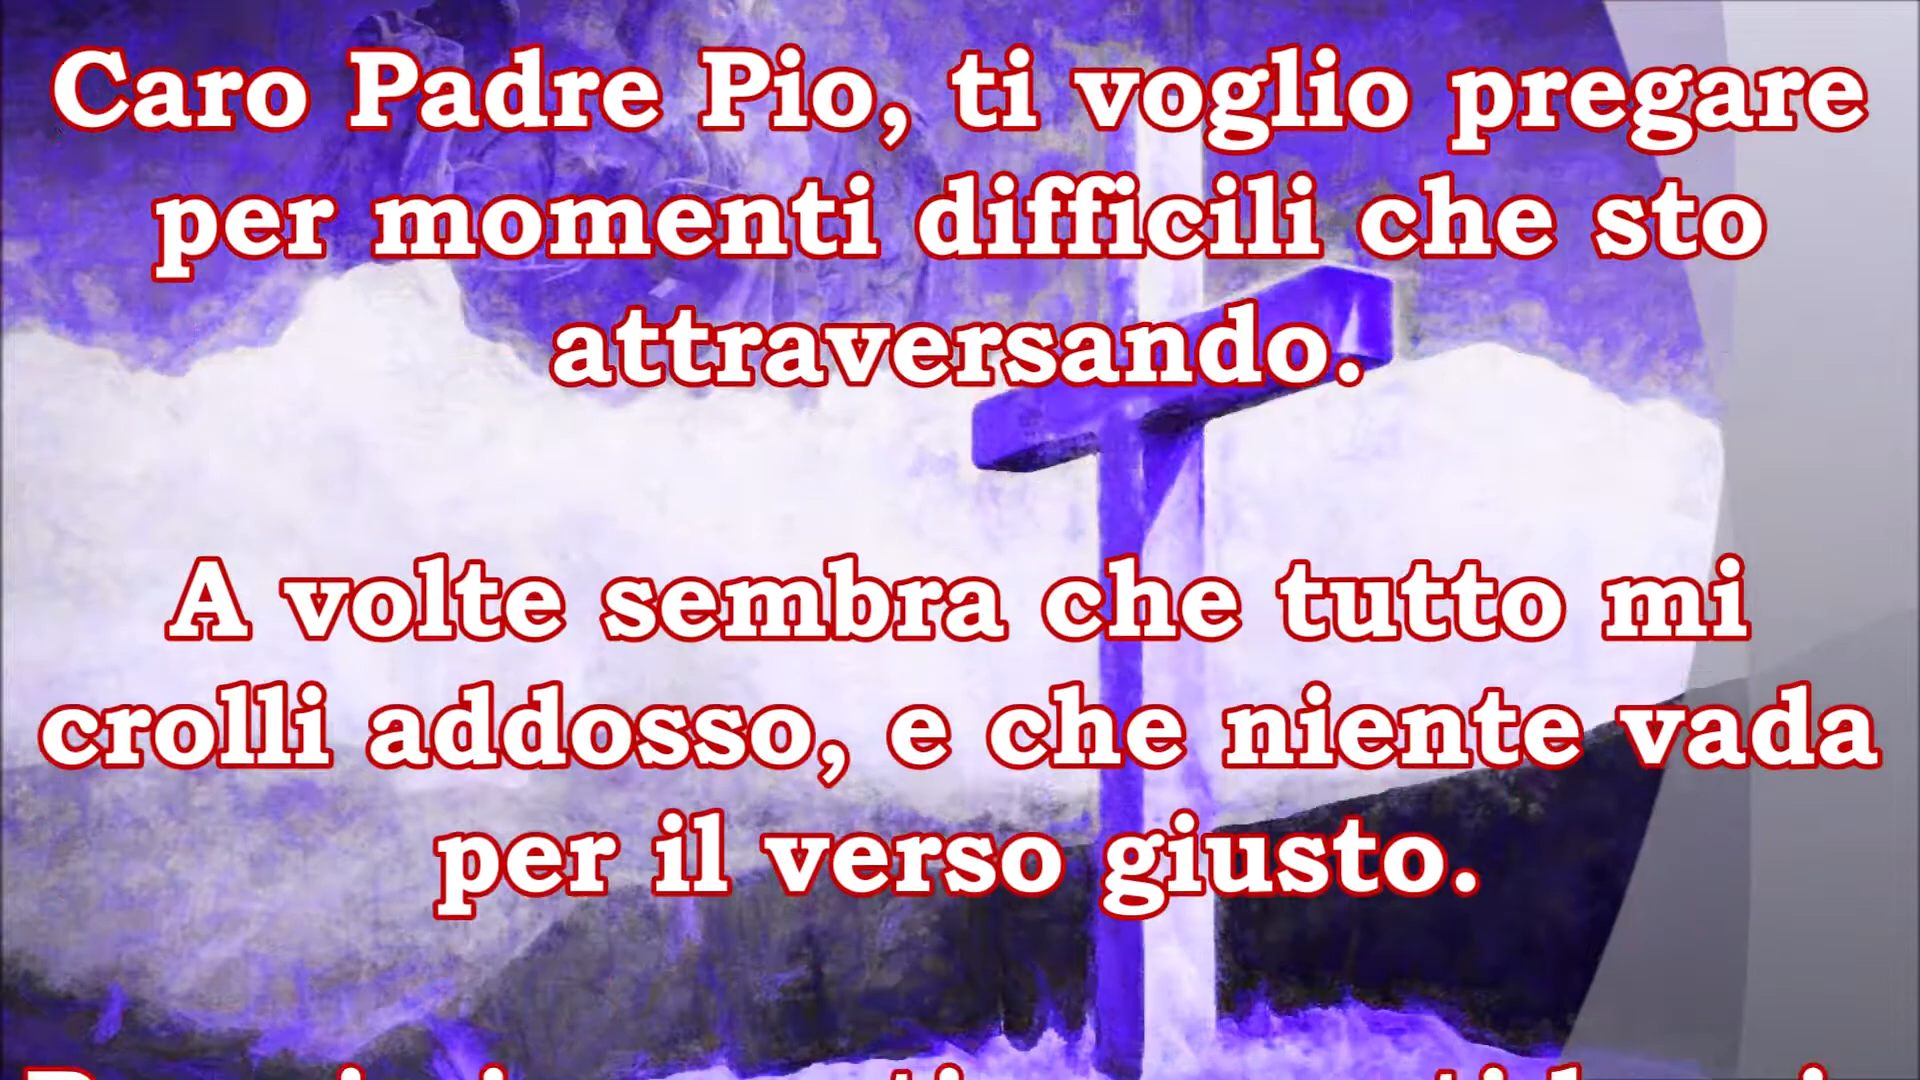 Caro Padre Pio, ti voglio pregare
per momenti difficili che sto
attraversando.
A volte sembra che tutto mi
crolli addosso, e che niente vada
per il verso giusto.